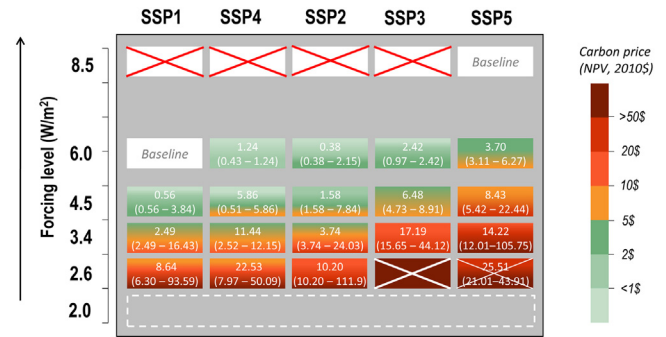 SSP1 SSP4 SSP2 SSP3 SSP5
Forcing level (W/m²)
8.5
Baseline
6.0
Baseline
1.24
(0.43 – 1.24)
0.38
(0.38 – 2.15)
2.42
(0.97 – 2.42)
3.70
(3.11 – 6.27)
4.5
0.56
(0.56 – 3.84)
5.86
(0.51 – 5.86)
1.58
(1.58 – 7.84)
6.48
(4.73 – 8.91)
8.43
(5.42 – 22.44)
3.4
2.49
(2.49 – 16.43)
11.44
(2.52 – 12.15)
3.74
(3.74 – 24.03)
17.19
(15.65 – 44.12)
14.22
(12.01–105.75)
2.6
8.64
(6.30 – 93.59)
22.53
(7.97 – 50.09)
10.20
(10.20 – 111.9)
25.51
(21.01–43.91)
2.0
Carbon price
(NPV, 2010$)
>50$
20$
10$
5$
2$
<1$